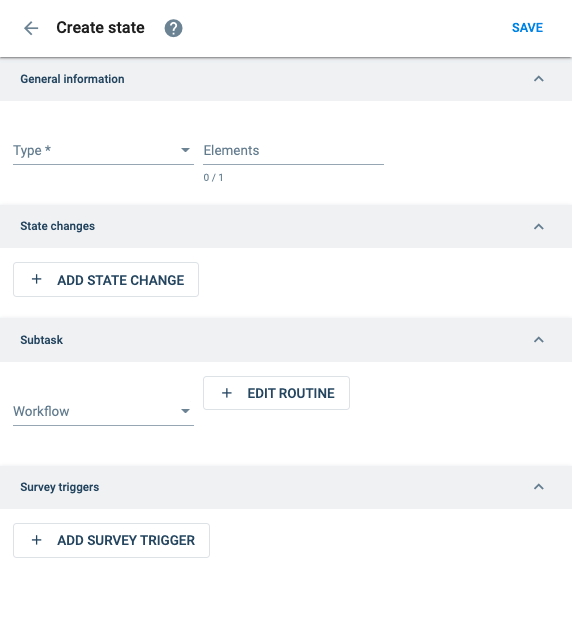 Create state ?
SAVE
General information
Type *
Elements
0 / 1
State changes
+ ADD STATE CHANGE
Subtask
Workflow
+ EDIT ROUTINE
Survey triggers
+ ADD SURVEY TRIGGER